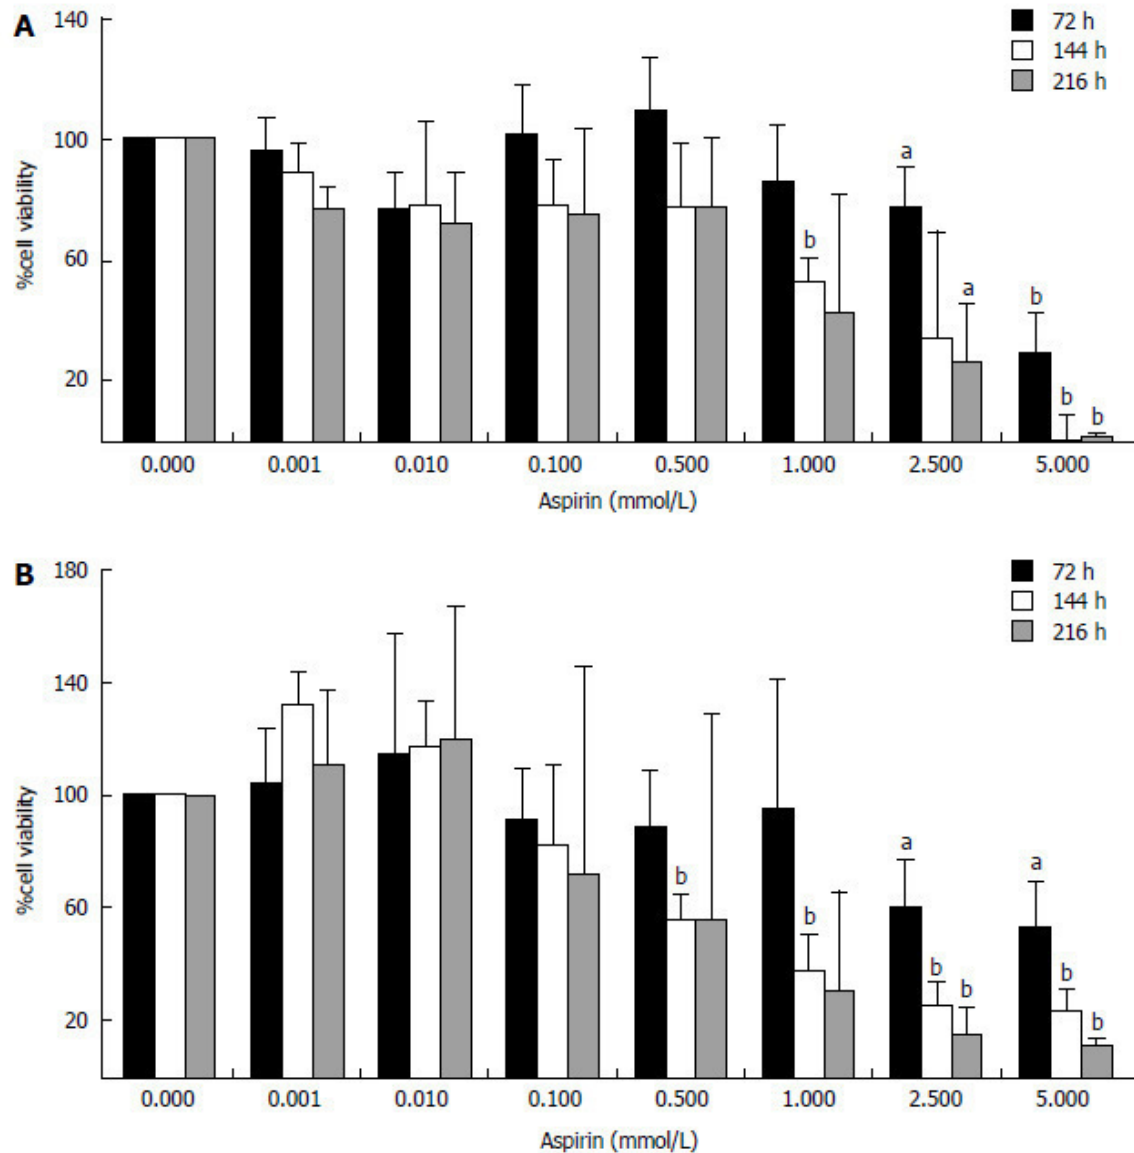 A
140
100
60
20
%cell viability
72 h
144 h
216 h
a
b
a
b
b
b
0.000 0.001 0.010 0.100 0.500 1.000 2.500 5.000
Aspirin (mmol/L)
B
180
140
100
60
20
%cell viability
72 h
144 h
216 h
b
b
a
b
b
a
b
b
0.000 0.001 0.010 0.100 0.500 1.000 2.500 5.000
Aspirin (mmol/L)